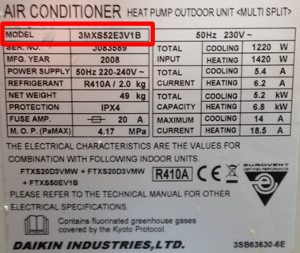 AIR CONDITIONER HEAT PUMP OUTDOOR UNIT <MULTI SPLIT>
MODEL 3MXS52E3V1B 50Hz 230V~
SER. NO. J083589 TOTAL INPUT COOLING 1220 W
MFG. YEAR 2008 HEATING 1420 W
POWER SUPPLY 50Hz 220-240V~ TOTAL CURRENT COOLING 5.4 A
REFRIGERANT R410A / 2.0 kg HEATING 6.2 A
NET WEIGHT 49 kg TOTAL CAPACITY COOLING 5.2 kW
PROTECTION IPX4 HEATING 6.8 kW
FUSE AMP. 20 A MAXIMUM CURRENT COOLING 14 A
M. O. P. (PaMAX) 4.17 MPa HEATING 18.5 A
THE ELECTRICAL CHARACTERISTICS ARE THE VALUES FOR
COMBINATION WITH FOLLOWING INDOOR UNITS.
FTXS20D3VMW + FTXS20D3VMW
+ FTXS50EV1B
R410A
CE
EUROVENT
PLEASE REFER TO THE TECHNICAL MANUAL FOR OTHER
ELECTRICAL CHARACTERISTICS.
Contains fluorinated greenhouse gases
covered by the Kyoto Protocol.
DAIKIN INDUSTRIES,LTD. 3SB63630-6E